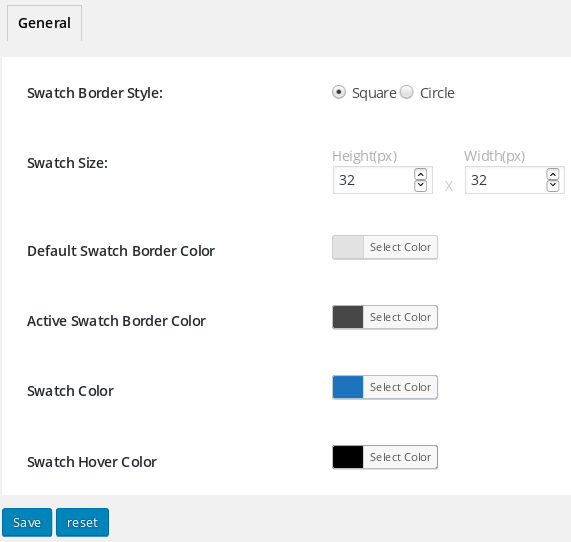 General
Swatch Border Style: Square Circle
Height(px) Width(px)
Swatch Size: 32 x 32
Default Swatch Border Color Select Color
Active Swatch Border Color Select Color
Swatch Color Select Color
Swatch Hover Color Select Color
Save reset